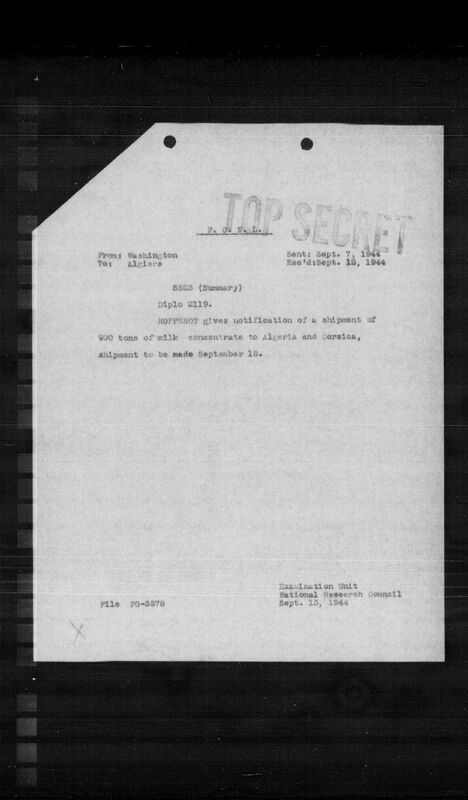 TOP SECRET
F. C. N. L.
From: Washington
To: Algiers
Sent: Sept. 7, 1944
Rec'd:Sept. 12, 1944
5523 (Summary)
Diplo 2119.
HOPPENOT gives notification of a shipment of
900 tons of milk concentrate to Algeria and Corsica,
shipment to be made September 18.
Examination Unit
National Research Council
Sept. 13, 1944
File FG-3378
X